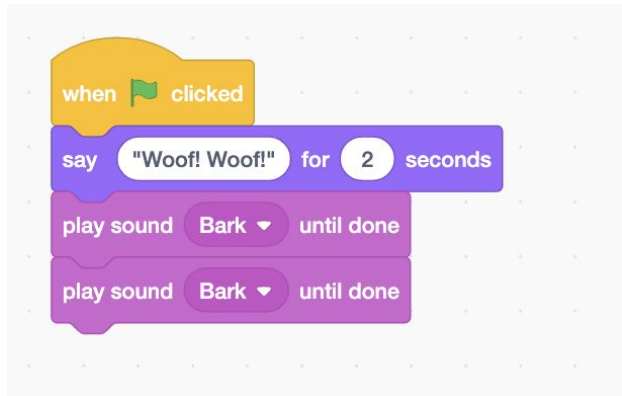 when clicked
say "Woof! Woof!" for 2 seconds
play sound Bark until done
play sound Bark until done